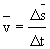 v̄ = Δs̄ / Δt